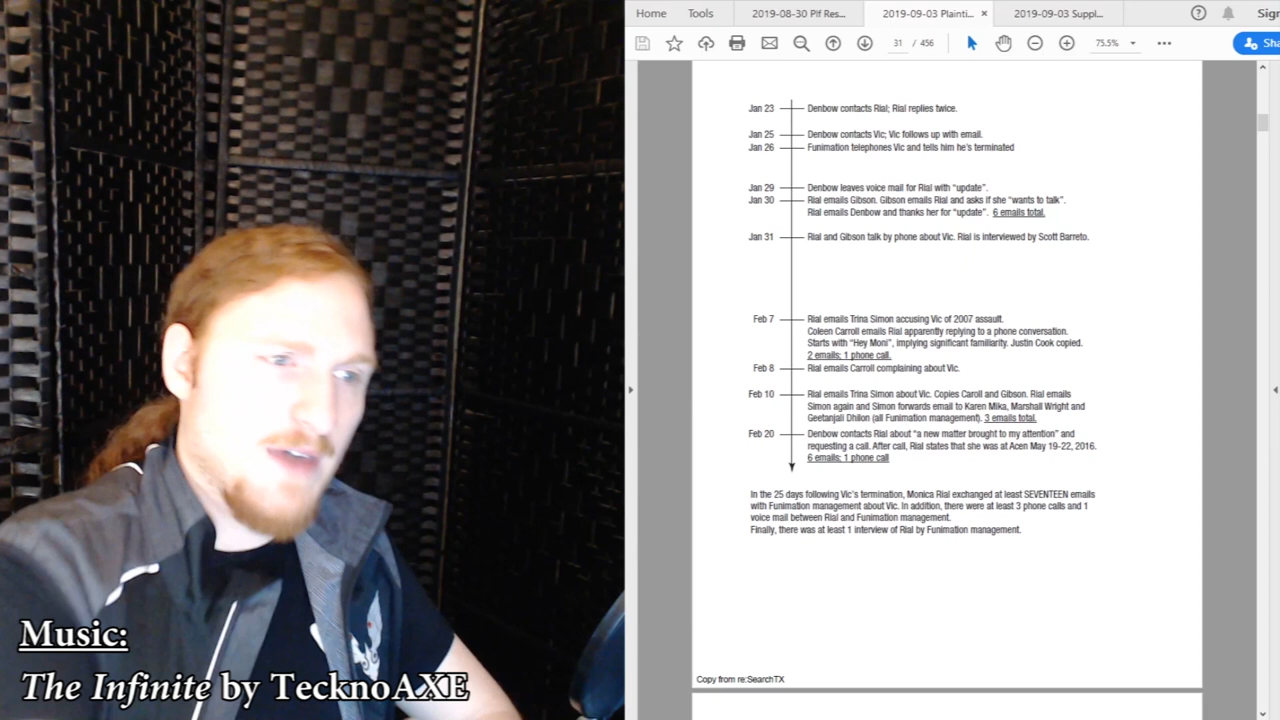 Home
Tools
2019-08-30 Plf Res...
2019-09-03 Plainti...
2019-09-03 Suppl...
Sign
31 / 456
75.5%
Sha
Jan 23 Denbow contacts Rial; Rial replies twice.
Jan 25 Denbow contacts Vic; Vic follows up with email.
Jan 26 Funimation telephones Vic and tells him he's terminated
Jan 29 Denbow leaves voice mail for Rial with "update".
Jan 30 Rial emails Gibson. Gibson emails Rial and asks if she "wants to talk".
Rial emails Denbow and thanks her for "update". 6 emails total.
Jan 31 Rial and Gibson talk by phone about Vic. Rial is interviewed by Scott Barreto.
Feb 7 Rial emails Trina Simon accusing Vic of 2007 assault.
Coleen Carroll emails Rial apparently replying to a phone conversation.
Starts with "Hey Moni", implying significant familiarity. Justin Cook copied.
2 emails; 1 phone call.
Feb 8 Rial emails Carroll complaining about Vic.
Feb 10 Rial emails Trina Simon about Vic. Copies Caroll and Gibson. Rial emails
Simon again and Simon forwards email to Karen Mika, Marshall Wright and
Geetanjali Dhilon (all Funimation management). 3 emails total.
Feb 20 Denbow contacts Rial about "a new matter brought to my attention" and
requesting a call. After call, Rial states that she was at Acen May 19-22, 2016.
6 emails; 1 phone call
In the 25 days following Vic's termination, Monica Rial exchanged at least SEVENTEEN emails
with Funimation management about Vic. In addition, there were at least 3 phone calls and 1
voice mail between Rial and Funimation management.
Finally, there was at least 1 interview of Rial by Funimation management.
Copy from re:SearchTX
Music:
The Infinite by TecknoAXE